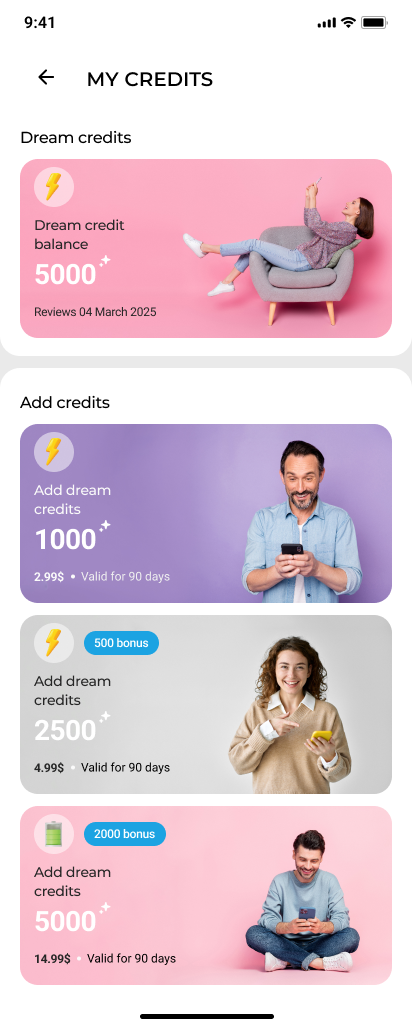 9:41
MY CREDITS
Dream credits
Dream credit
balance
5000
Reviews 04 March 2025
Add credits
Add dream
credits
1000
2.99$ • Valid for 90 days
500 bonus
Add dream
credits
2500
4.99$ • Valid for 90 days
2000 bonus
Add dream
credits
5000
14.99$ • Valid for 90 days